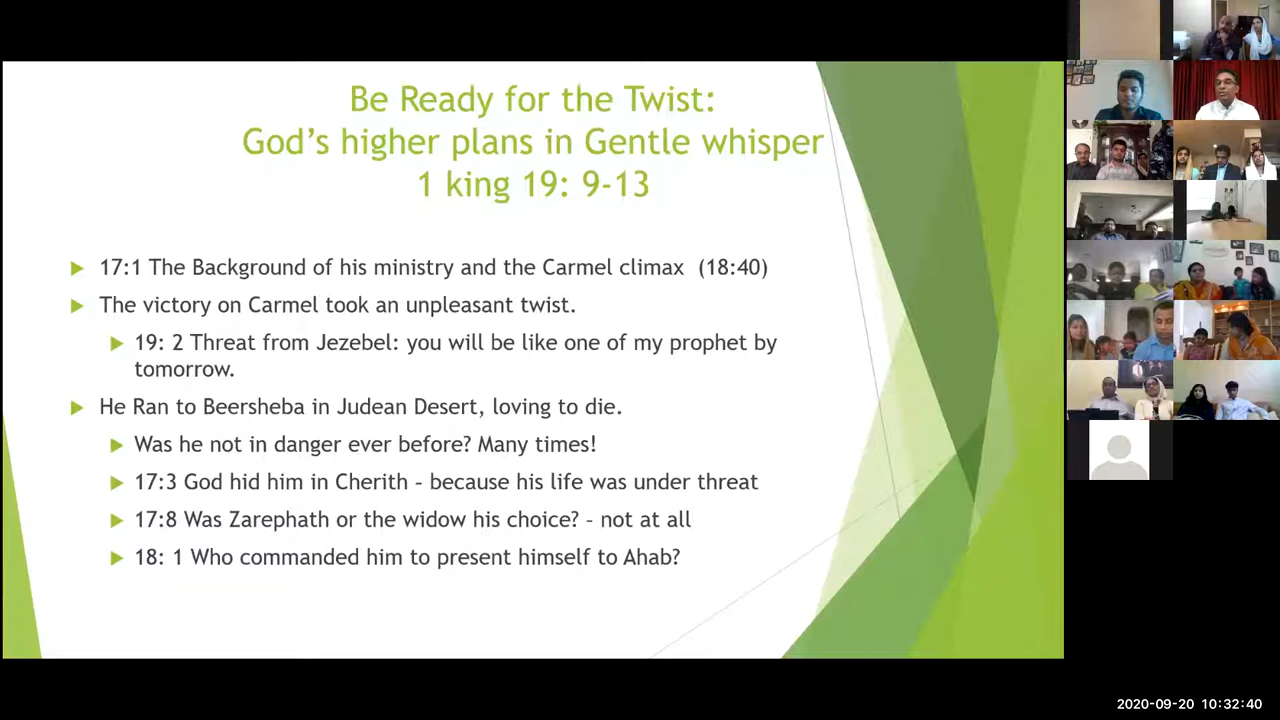 Be Ready for the Twist:
God's higher plans in Gentle whisper
1 king 19: 9-13
17:1 The Background of his ministry and the Carmel climax (18:40)
The victory on Carmel took an unpleasant twist.
19: 2 Threat from Jezebel: you will be like one of my prophet by
tomorrow.
He Ran to Beersheba in Judean Desert, loving to die.
Was he not in danger ever before? Many times!
17:3 God hid him in Cherith – because his life was under threat
17:8 Was Zarephath or the widow his choice? – not at all
18: 1 Who commanded him to present himself to Ahab?
2020-09-20 10:32:40